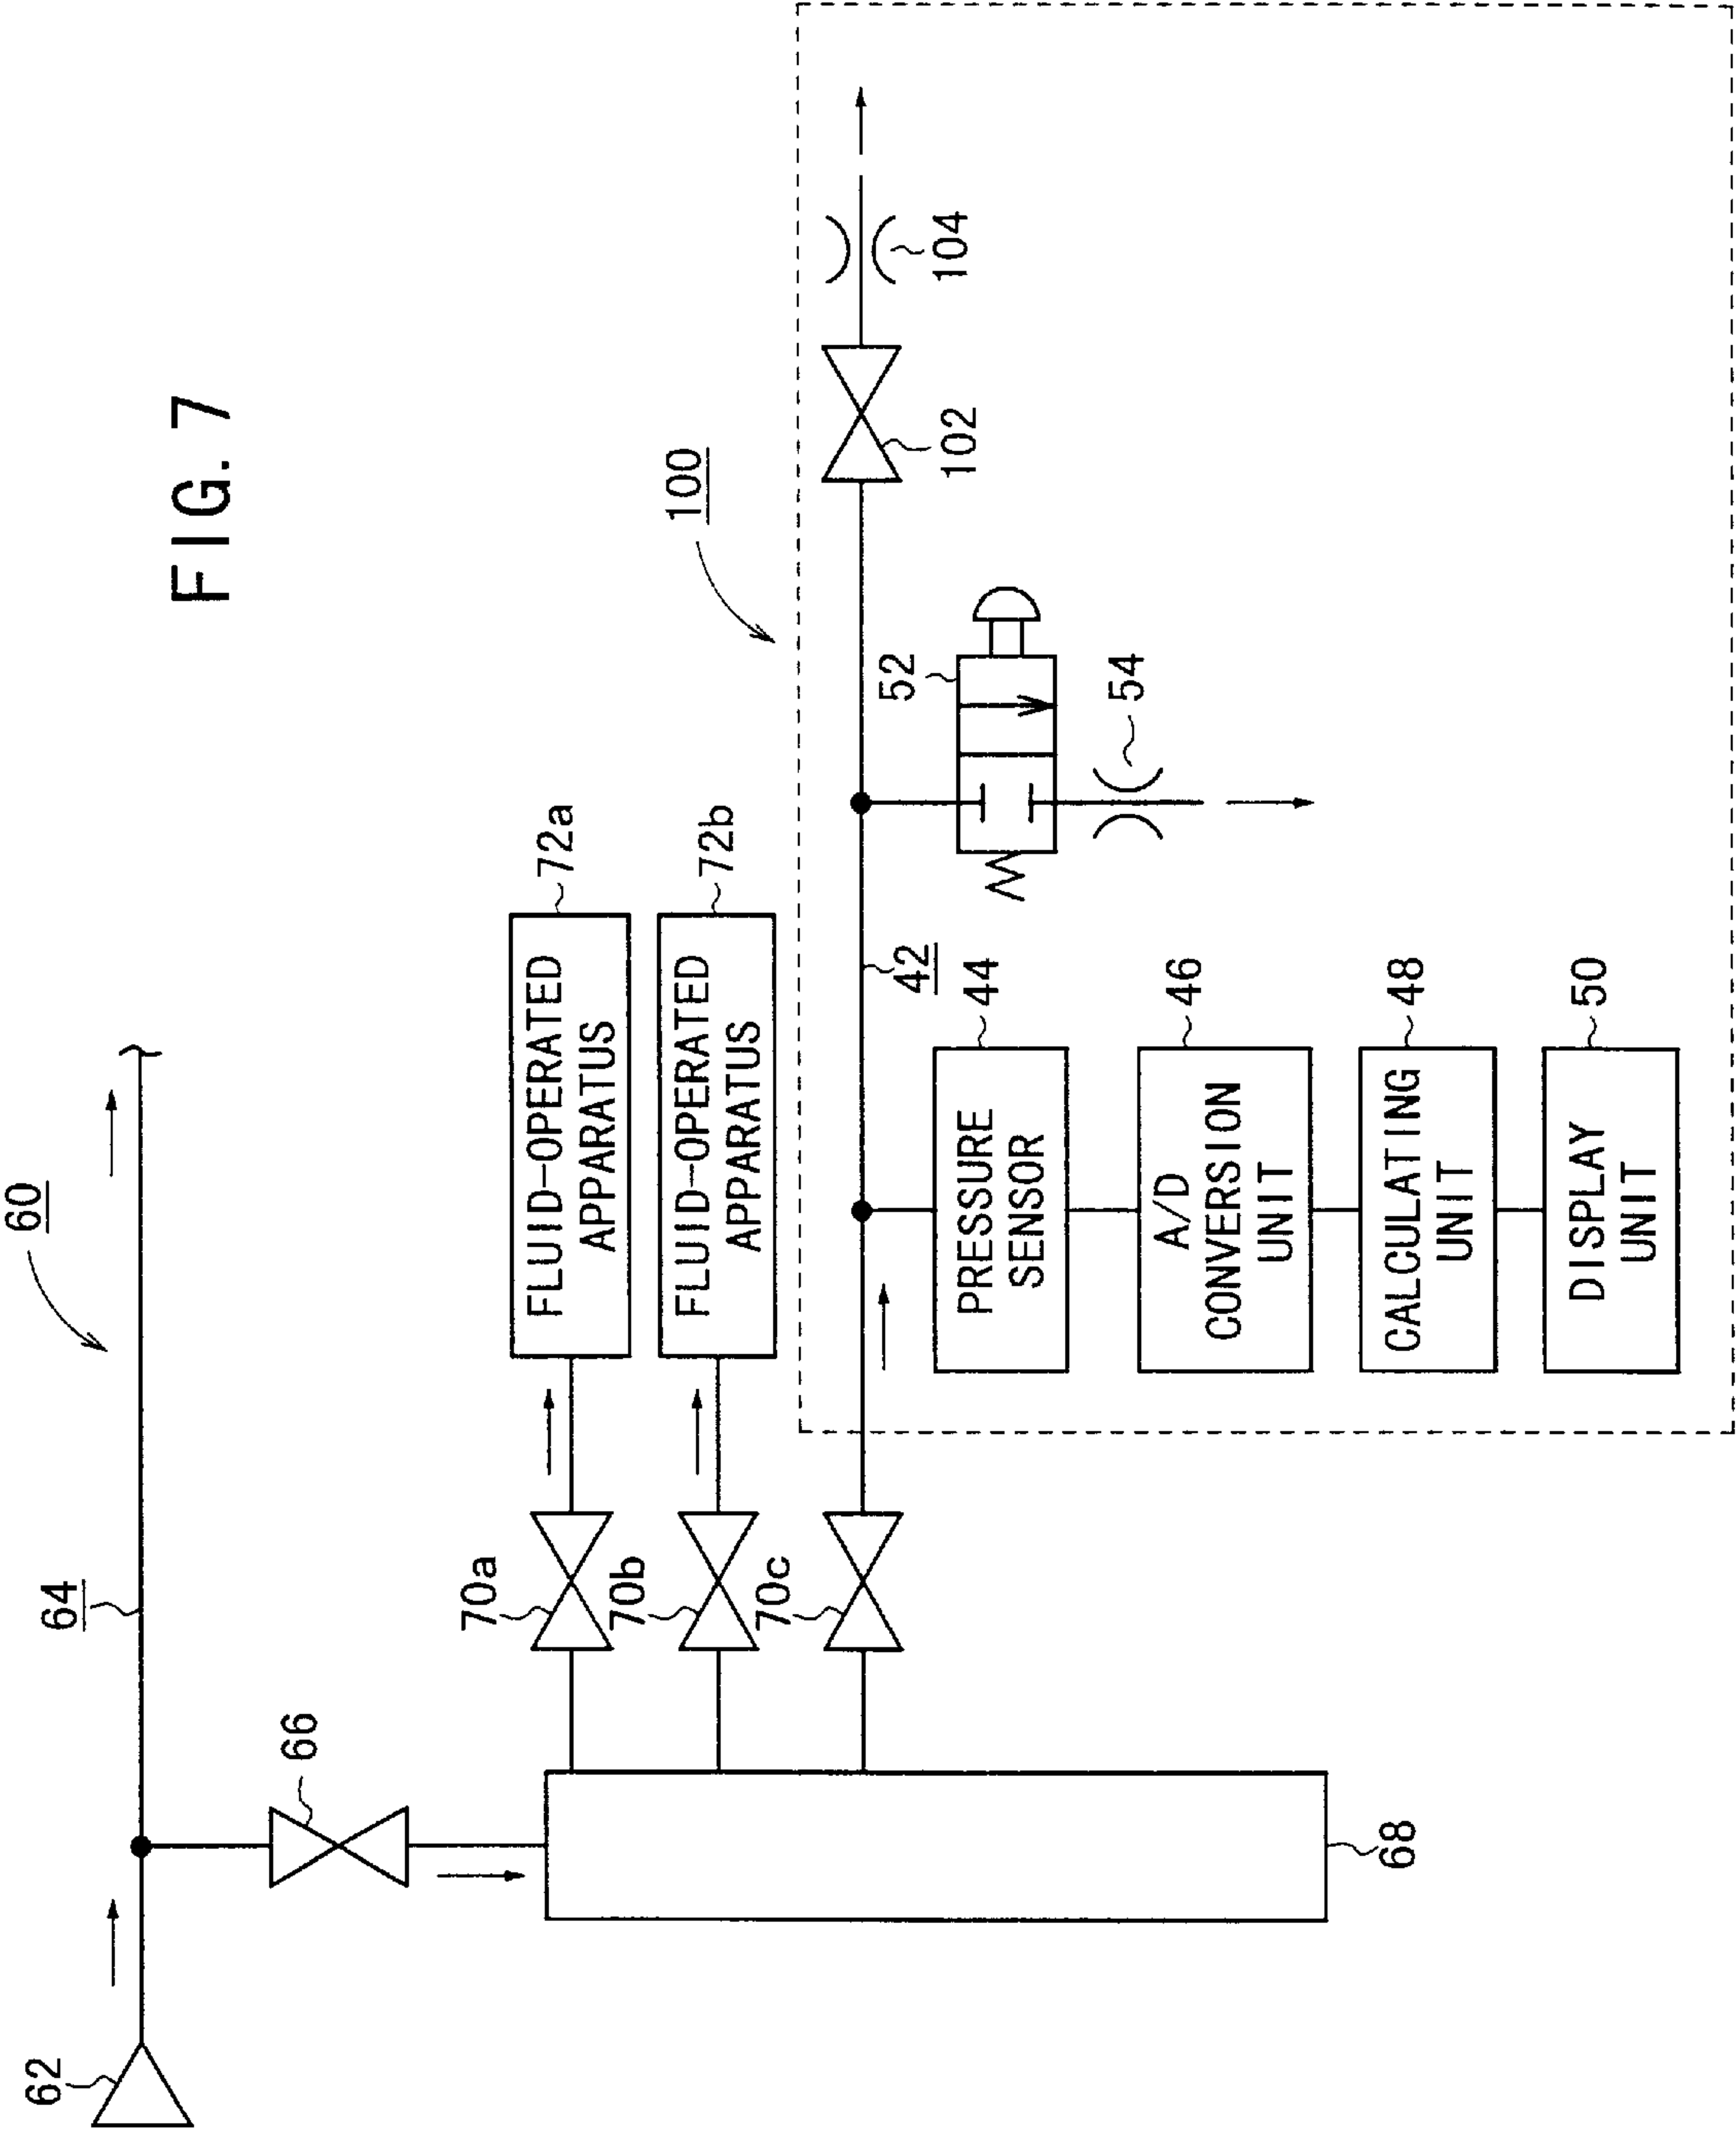 FIG. 7
60
62
64
66
68
70a
70b
70c
FLUID-OPERATED
APPARATUS
72a
FLUID-OPERATED
APPARATUS
72b
100
42
PRESSURE
SENSOR
44
A/D
CONVERSION
UNIT
46
CALCULATING
UNIT
48
DISPLAY
UNIT
50
52
54
102
104